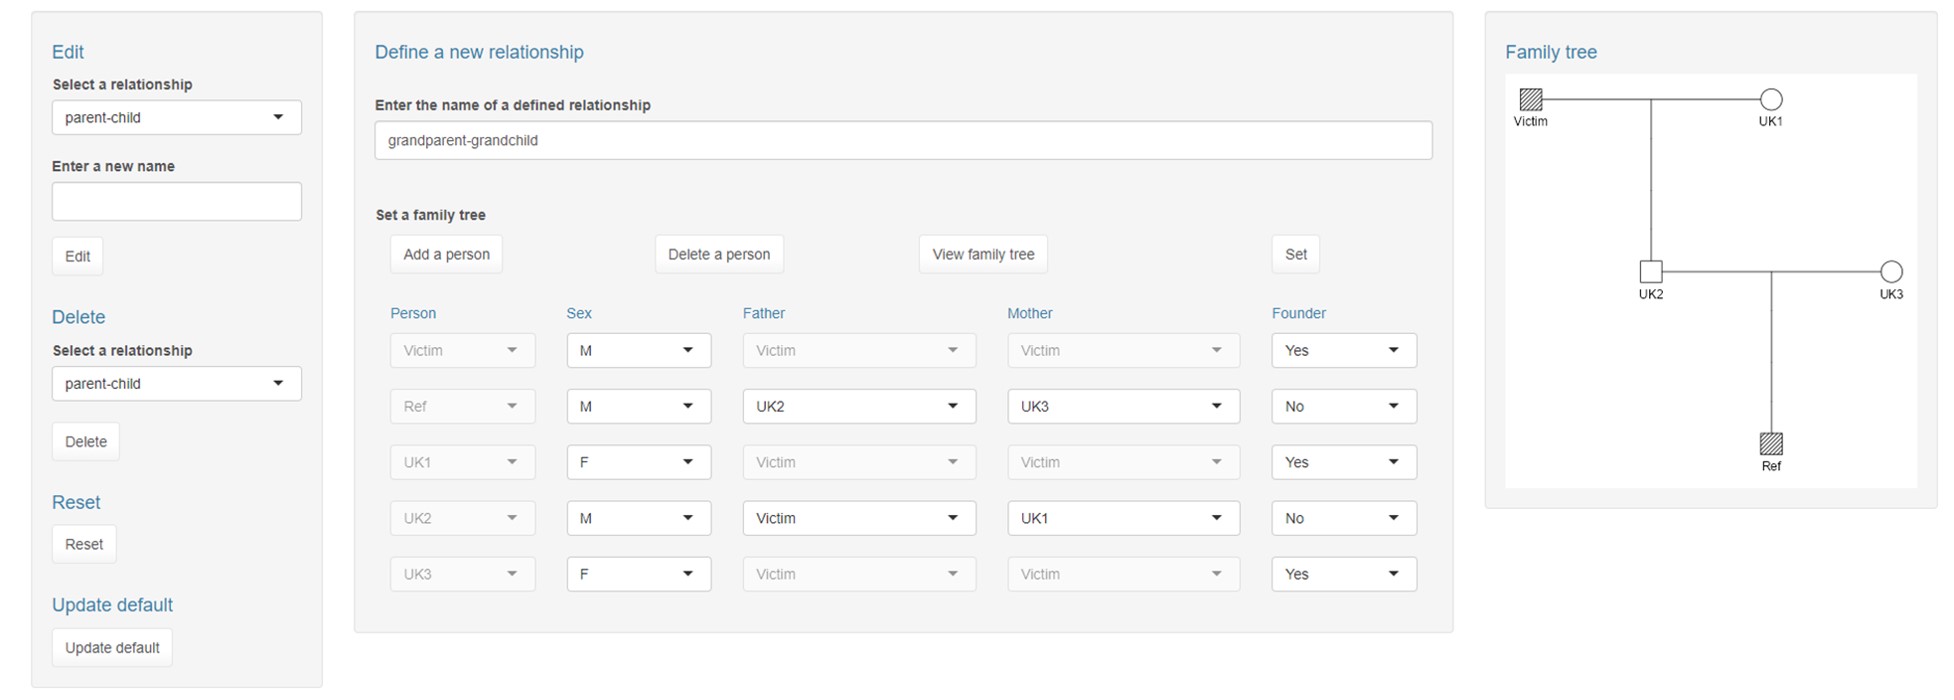 Edit
Select a relationship
parent-child
Enter a new name
Edit
Delete
Select a relationship
parent-child
Delete
Reset
Reset
Update default
Update default
Define a new relationship
Enter the name of a defined relationship
grandparent-grandchild
Set a family tree
Add a person Delete a person View family tree Set
Person Sex Father Mother Founder
Victim M Victim Victim Yes
Ref M UK2 UK3 No
UK1 F Victim Victim Yes
UK2 M Victim UK1 No
UK3 F Victim Victim Yes
Family tree
Victim UK1
UK2 UK3
Ref